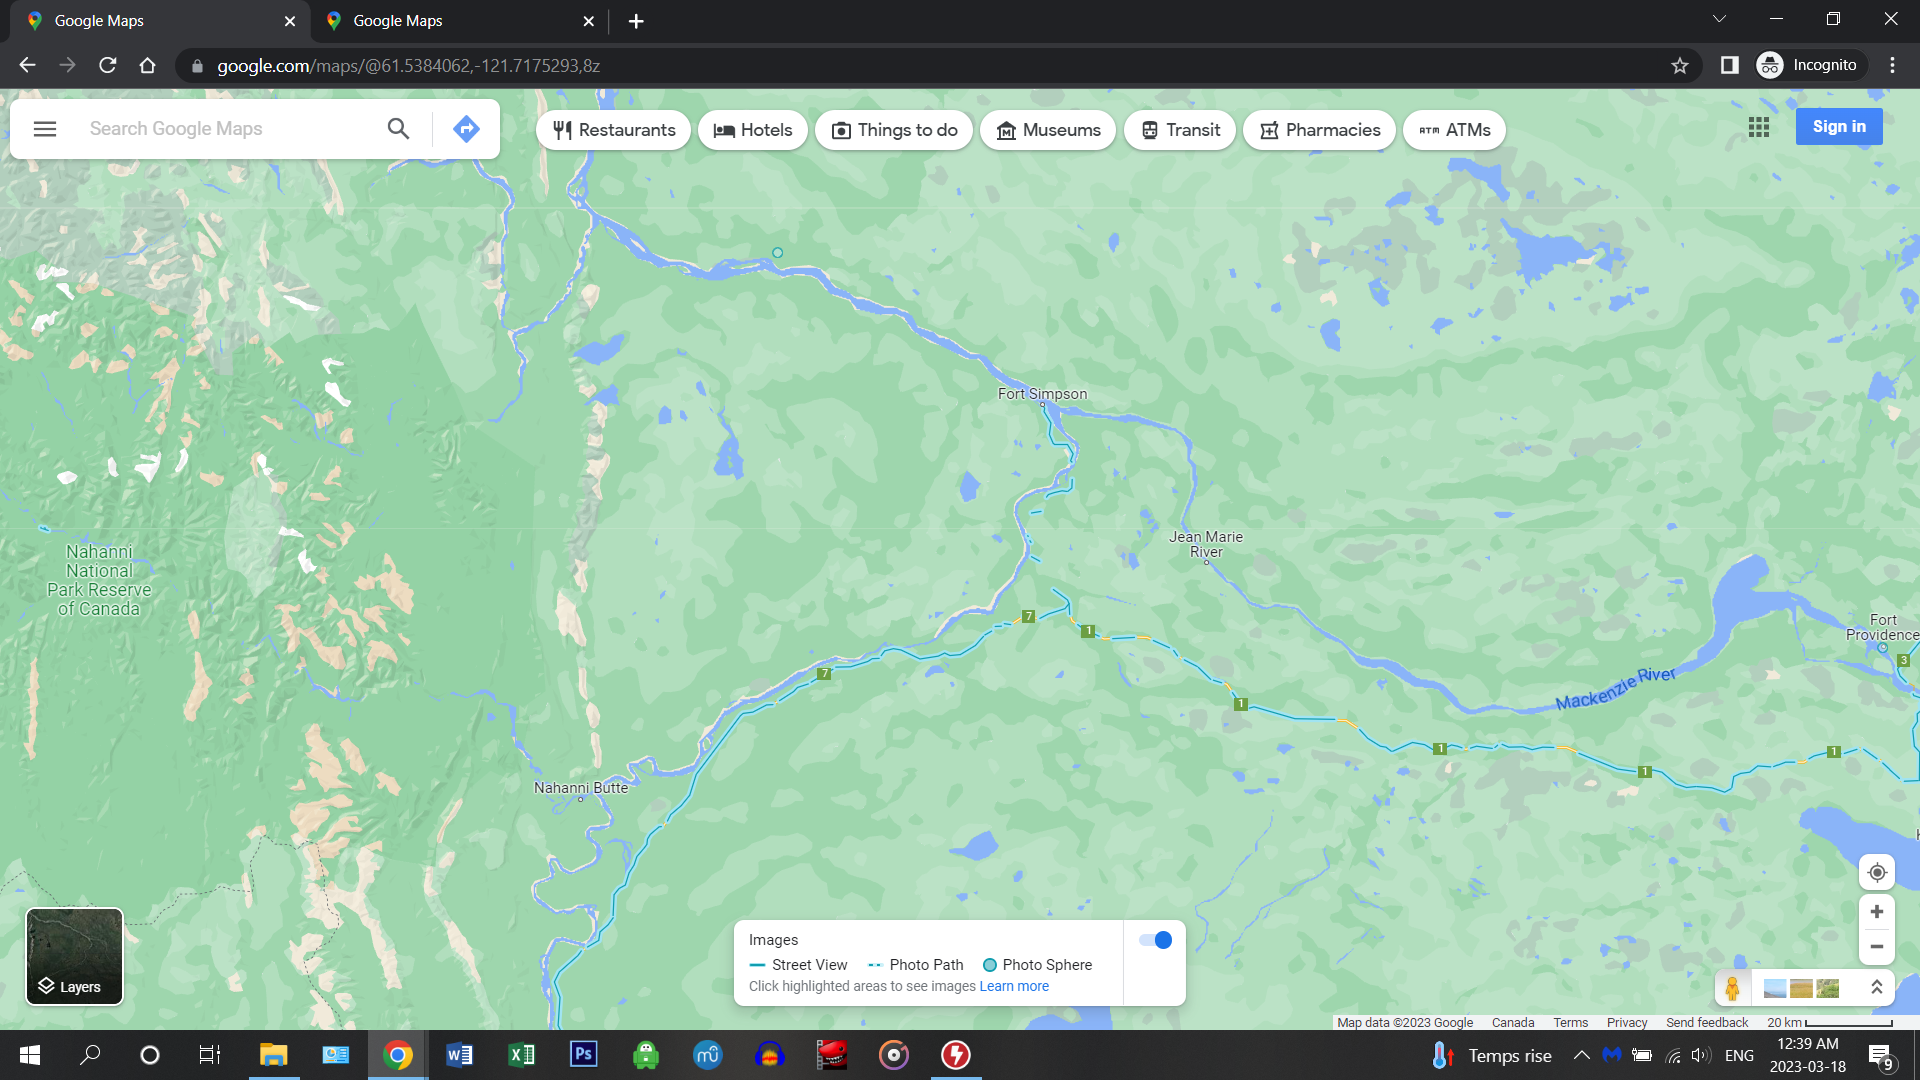 Google Maps
Google Maps
google.com/maps/@61.5384062,-121.7175293,8z
Incognito
Search Google Maps
Restaurants
Hotels
Things to do
Museums
Transit
Pharmacies
ATM ATMs
Sign in
Fort Simpson
Jean Marie
River
Nahanni
National
Park Reserve
of Canada
Fort
Providence
7
1
3
7
Mackenzie River
1
1
1
1
Nahanni Butte
Images
Street View
Photo Path
Photo Sphere
Click highlighted areas to see images Learn more
Layers
Map data ©2023 Google
Canada
Terms
Privacy
Send feedback
20 km
W
X
Ps
mu
Temps rise
ENG
12:39 AM
2023-03-18
9